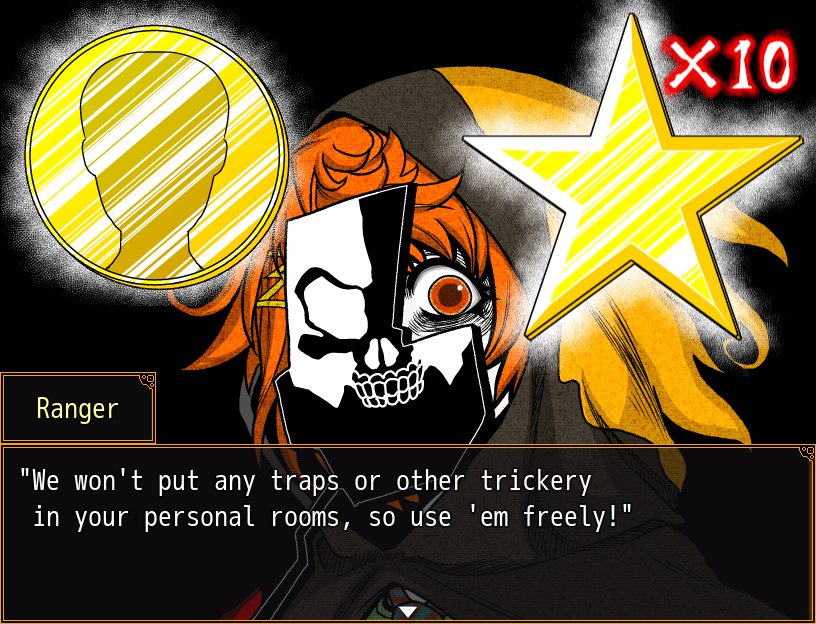 ×10
Ranger
"We won't put any traps or other trickery
in your personal rooms, so use 'em freely!"